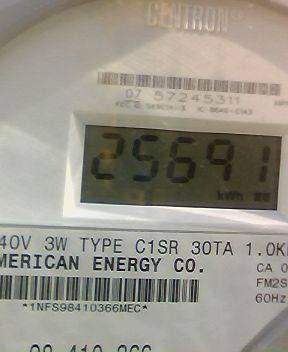 CENTRON®
07 57245311
25691
kWh
40V 3W TYPE C1SR 30TA 1.0K
MERICAN ENERGY CO.
CA 0
FM2S
60Hz
*1NFS98410366MEC*